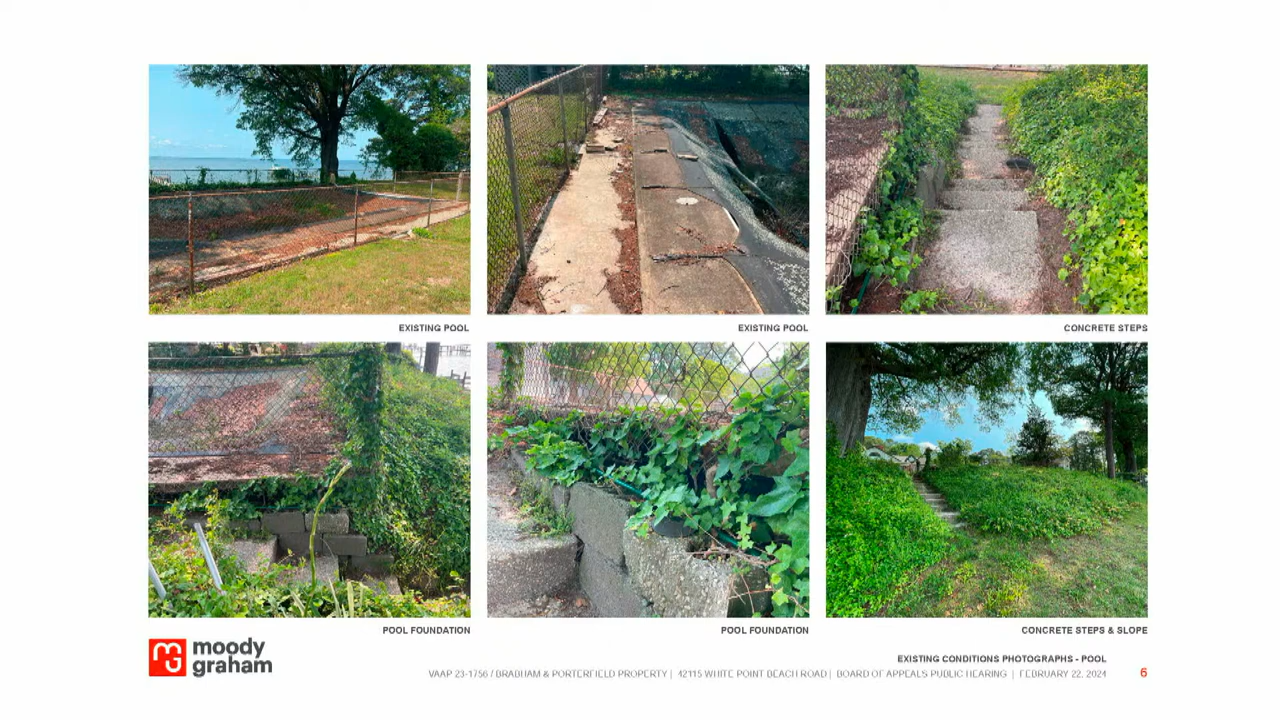 EXISTING POOL
EXISTING POOL
CONCRETE STEPS
POOL FOUNDATION
POOL FOUNDATION
CONCRETE STEPS & SLOPE
moody
graham
EXISTING CONDITIONS PHOTOGRAPHS - POOL
VAAP 23-1756 / BRABHAM & PORTERFIELD PROPERTY | 42115 WHITE POINT BEACH ROAD | BOARD OF APPEALS PUBLIC HEARING | FEBRUARY 22, 2024
6